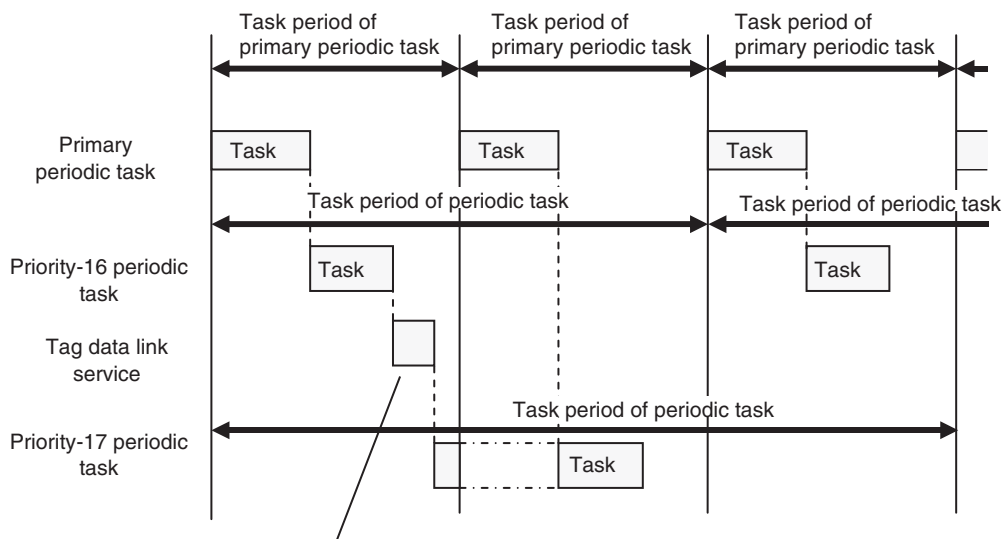 Task period of
primary periodic task
Task period of
primary periodic task
Task period of
primary periodic task
Primary
periodic task
Task
Task
Task
Task period of periodic task
Task period of periodic task
Priority-16 periodic
task
Task
Task
Tag data link
service
Task period of periodic task
Priority-17 periodic
task
Task